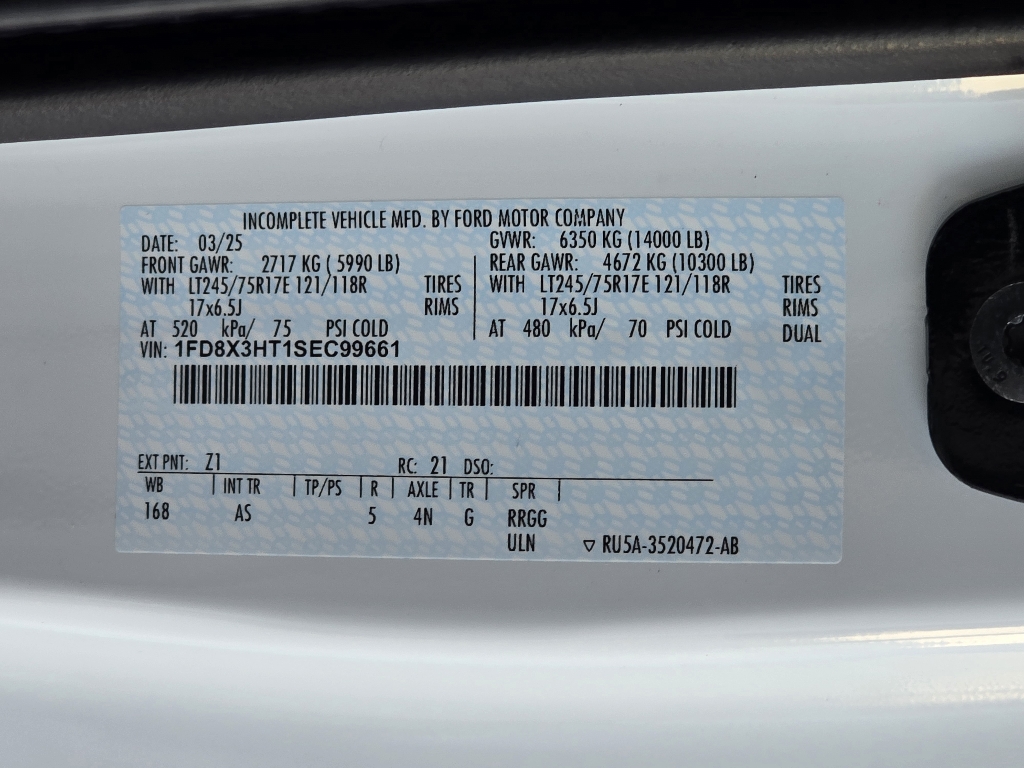 INCOMPLETE VEHICLE MFD. BY FORD MOTOR COMPANY
DATE: 03/25 GVWR: 6350 KG (14000 LB)
FRONT GAWR: 2717 KG ( 5990 LB) REAR GAWR: 4672 KG (10300 LB)
WITH LT245/75R17E 121/118R TIRES WITH LT245/75R17E 121/118R TIRES
17x6.5J RIMS 17x6.5J RIMS
AT 520 kPa/ 75 PSI COLD AT 480 kPa/ 70 PSI COLD DUAL
VIN: 1FD8X3HT1SEC99661
EXT PNT: Z1 RC: 21 DSO:
WB INT TR TP/PS R AXLE TR SPR
168 AS 5 4N G RRGG
ULN ▽ RU5A-3520472-AB